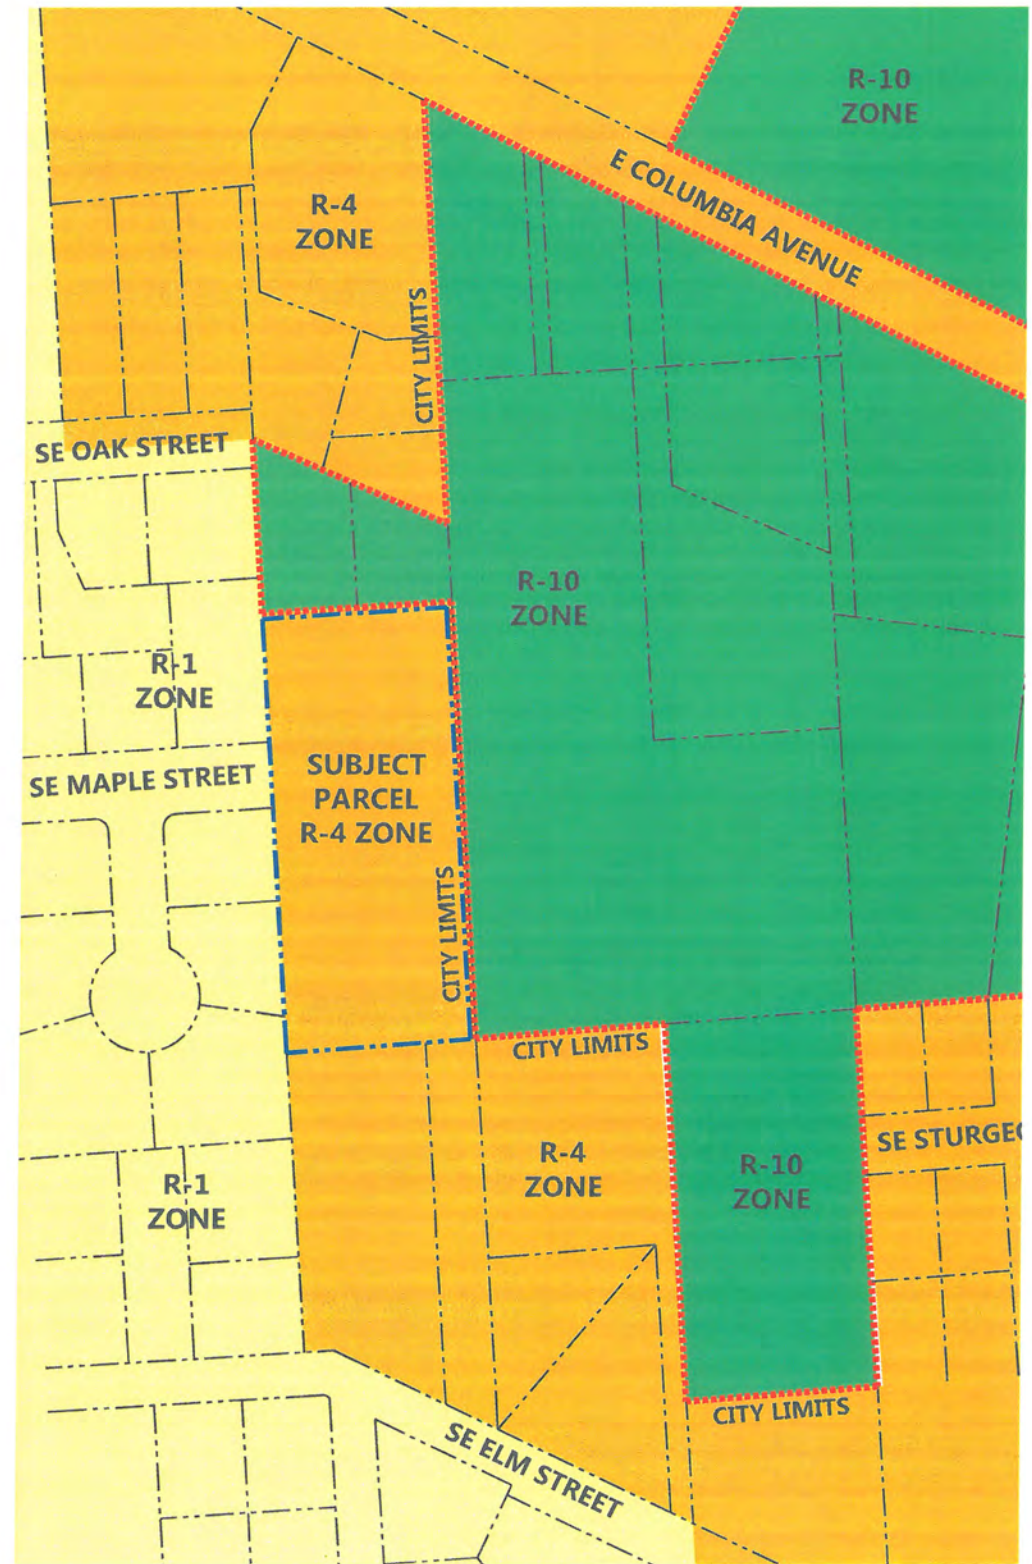 R-10
ZONE
E COLUMBIA AVENUE
R-4
ZONE
CITY LIMITS
SE OAK STREET
R-10
ZONE
R-1
ZONE
SUBJECT
PARCEL
R-4 ZONE
SE MAPLE STREET
CITY LIMITS
CITY LIMITS
R-4
ZONE
R-10
ZONE
SE STURGEO
R-1
ZONE
CITY LIMITS
SE ELM STREET